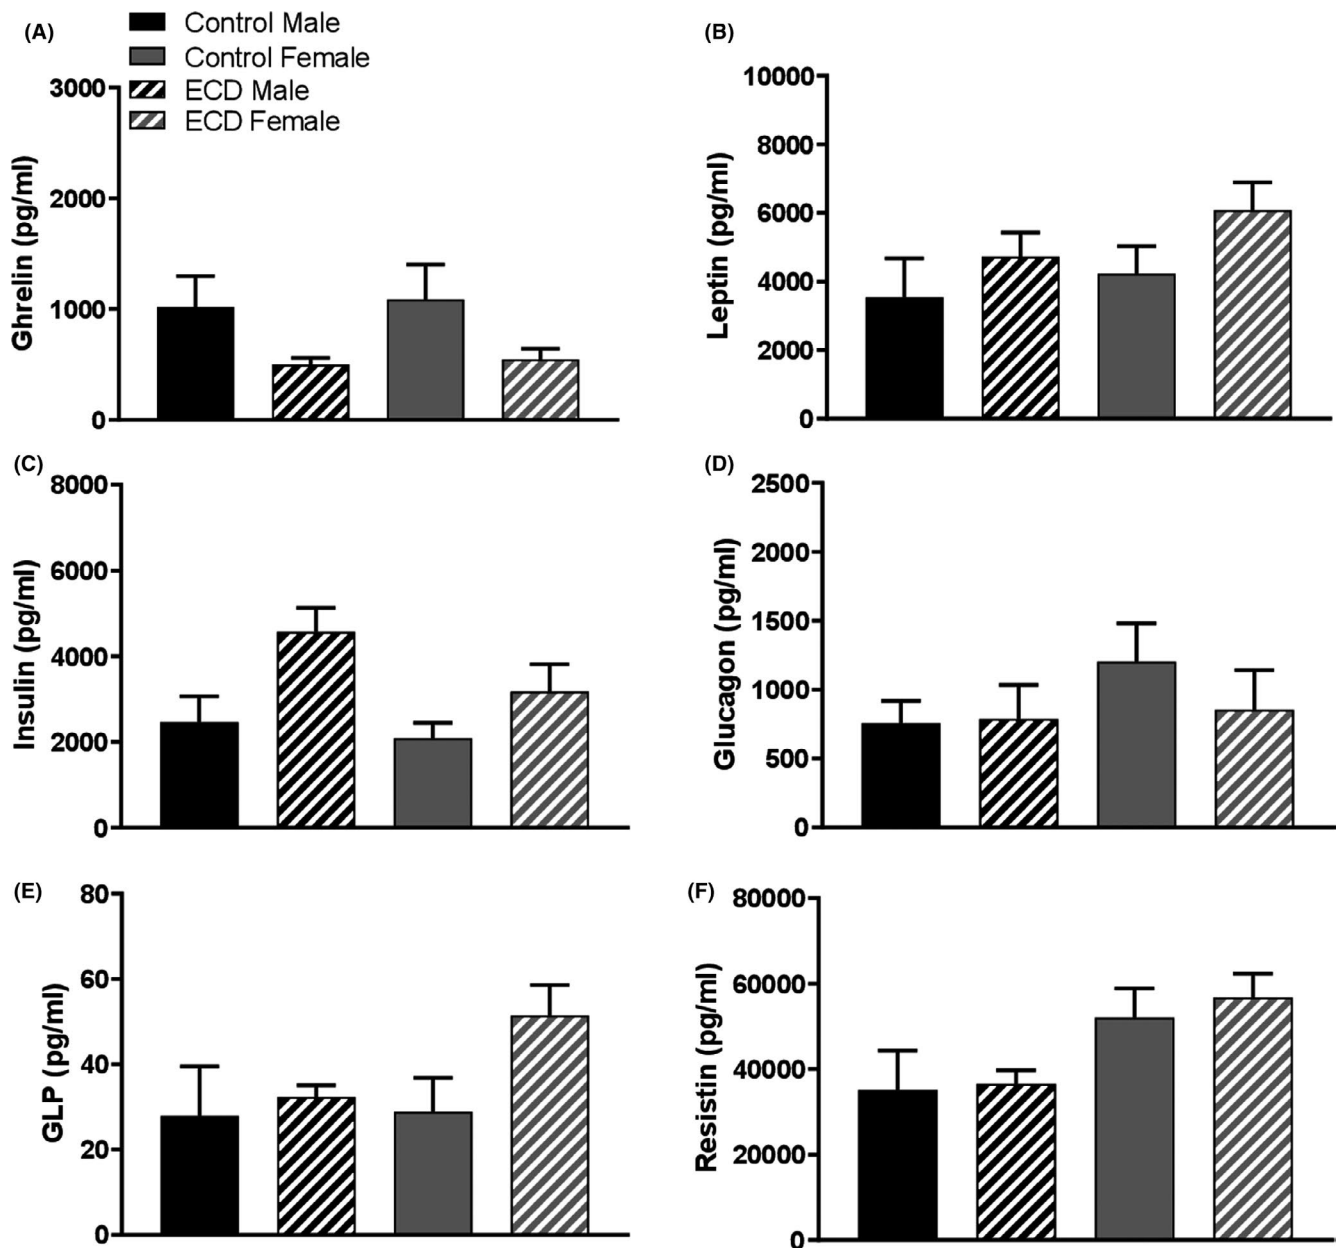 (A)
Control Male
Control Female
ECD Male
ECD Female
3000
2000
1000
0
Ghrelin (pg/ml)
(B)
10000
8000
6000
4000
2000
0
Leptin (pg/ml)
(C)
8000
6000
4000
2000
0
Insulin (pg/ml)
(D)
2500
2000
1500
1000
500
0
Glucagon (pg/ml)
(E)
80
60
40
20
0
GLP (pg/ml)
(F)
80000
60000
40000
20000
0
Resistin (pg/ml)